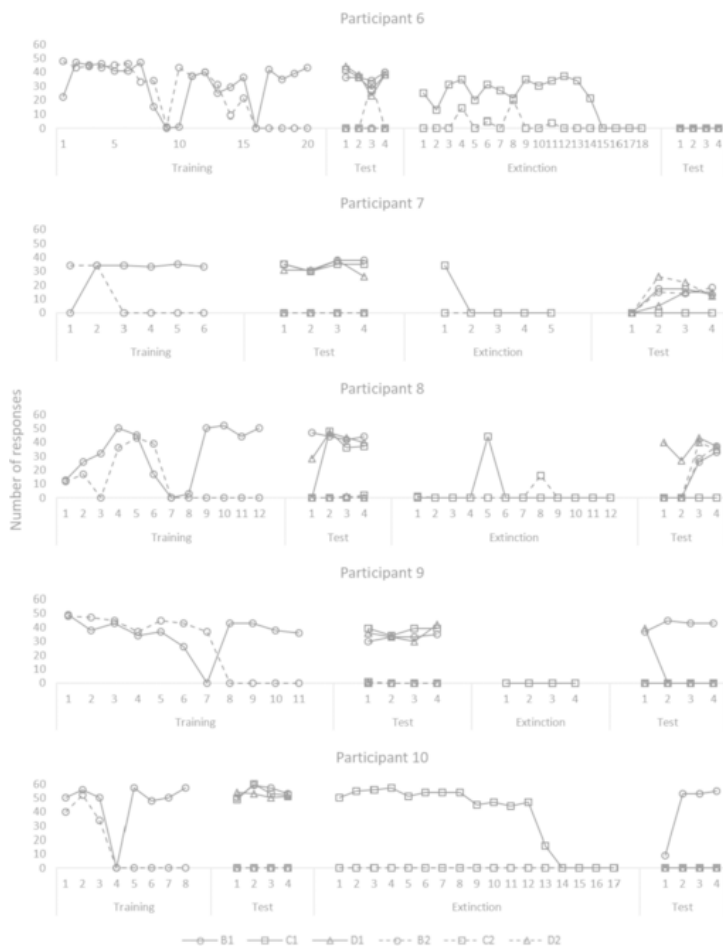 Participant 6
60
50
40
30
20
10
0
1 5 10 15 20 1 2 3 4 1 2 3 4 5 6 7 8 9 10 11 12 13 14 15 16 17 18 1 2 3 4
Training Test Extinction Test
Participant 7
60
50
40
30
20
10
0
1 2 3 4 5 6 1 2 3 4 1 2 3 4 5 1 2 3 4
Training Test Extinction Test
Number of responses
Participant 8
60
50
40
30
20
10
0
1 2 3 4 5 6 7 8 9 10 11 12 1 2 3 4 1 2 3 4 5 6 7 8 9 10 11 12 1 2 3 4
Training Test Extinction Test
Participant 9
60
50
40
30
20
10
0
1 2 3 4 5 6 7 8 9 10 11 1 2 3 4 1 2 3 4 1 2 3 4
Training Test Extinction Test
Participant 10
60
50
40
30
20
10
0
1 2 3 4 5 6 7 8 1 2 3 4 1 2 3 4 5 6 7 8 9 10 11 12 13 14 15 16 17 1 2 3 4
Training Test Extinction Test
B1 C1 D1 B2 C2 D2